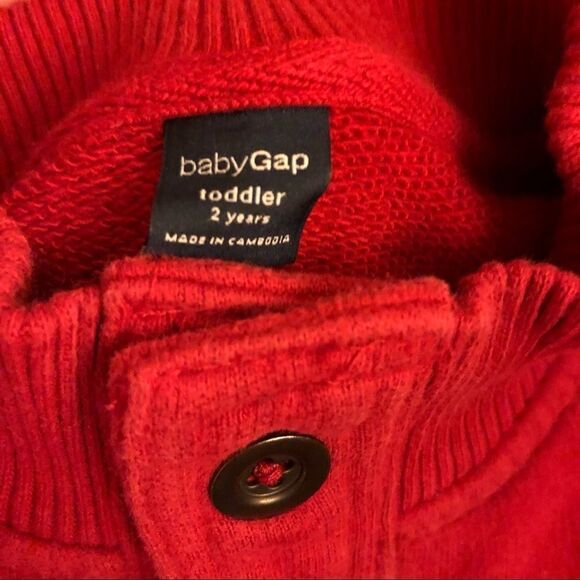 babyGap
toddler
2 years
MADE IN CAMBODIA